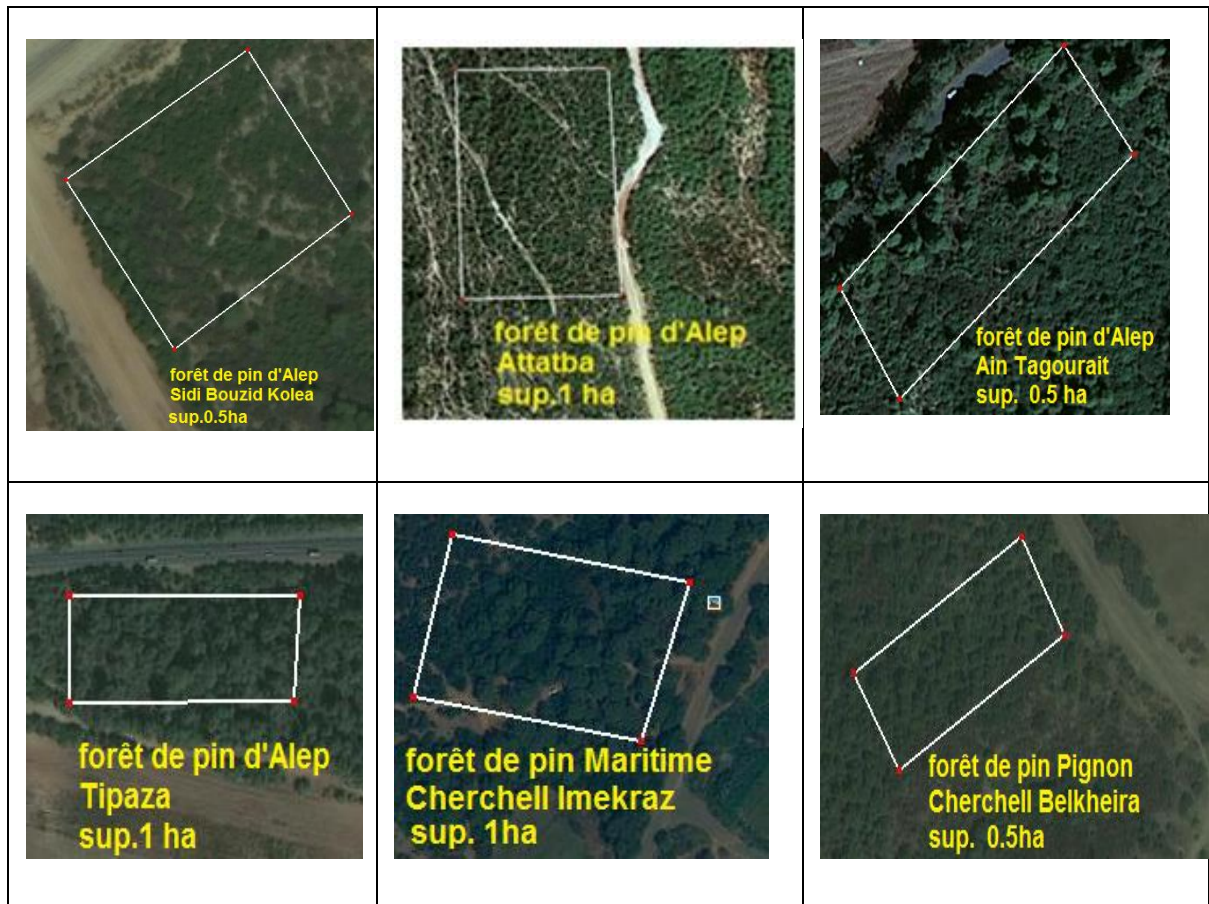 forêt de pin d'Alep
Sidi Bouzid Kolea
sup.0.5ha
forêt de pin d'Alep
Attatba
sup.1 ha
forêt de pin d'Alep
Ain Tagourait
sup. 0.5 ha
forêt de pin d'Alep
Tipaza
sup.1 ha
forêt de pin Maritime
Cherchell Imekraz
sup. 1ha
forêt de pin Pignon
Cherchell Belkheira
sup. 0.5ha